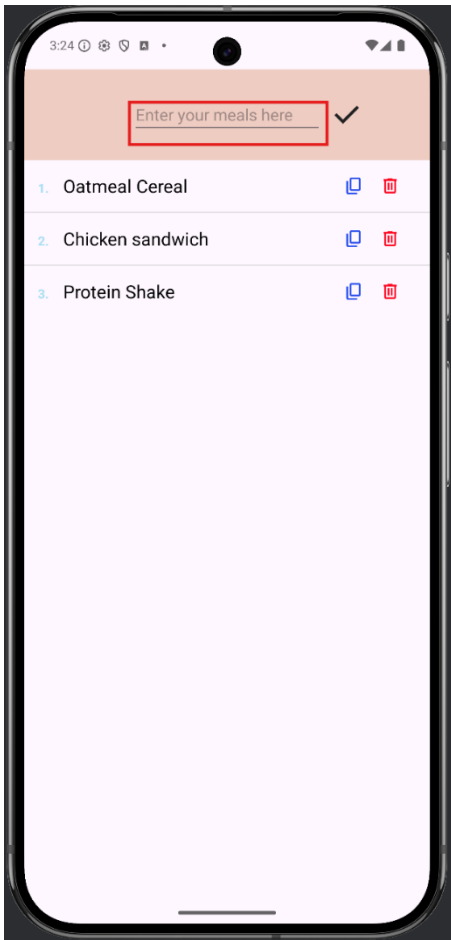 3:24
Enter your meals here
1. Oatmeal Cereal
2. Chicken sandwich
3. Protein Shake